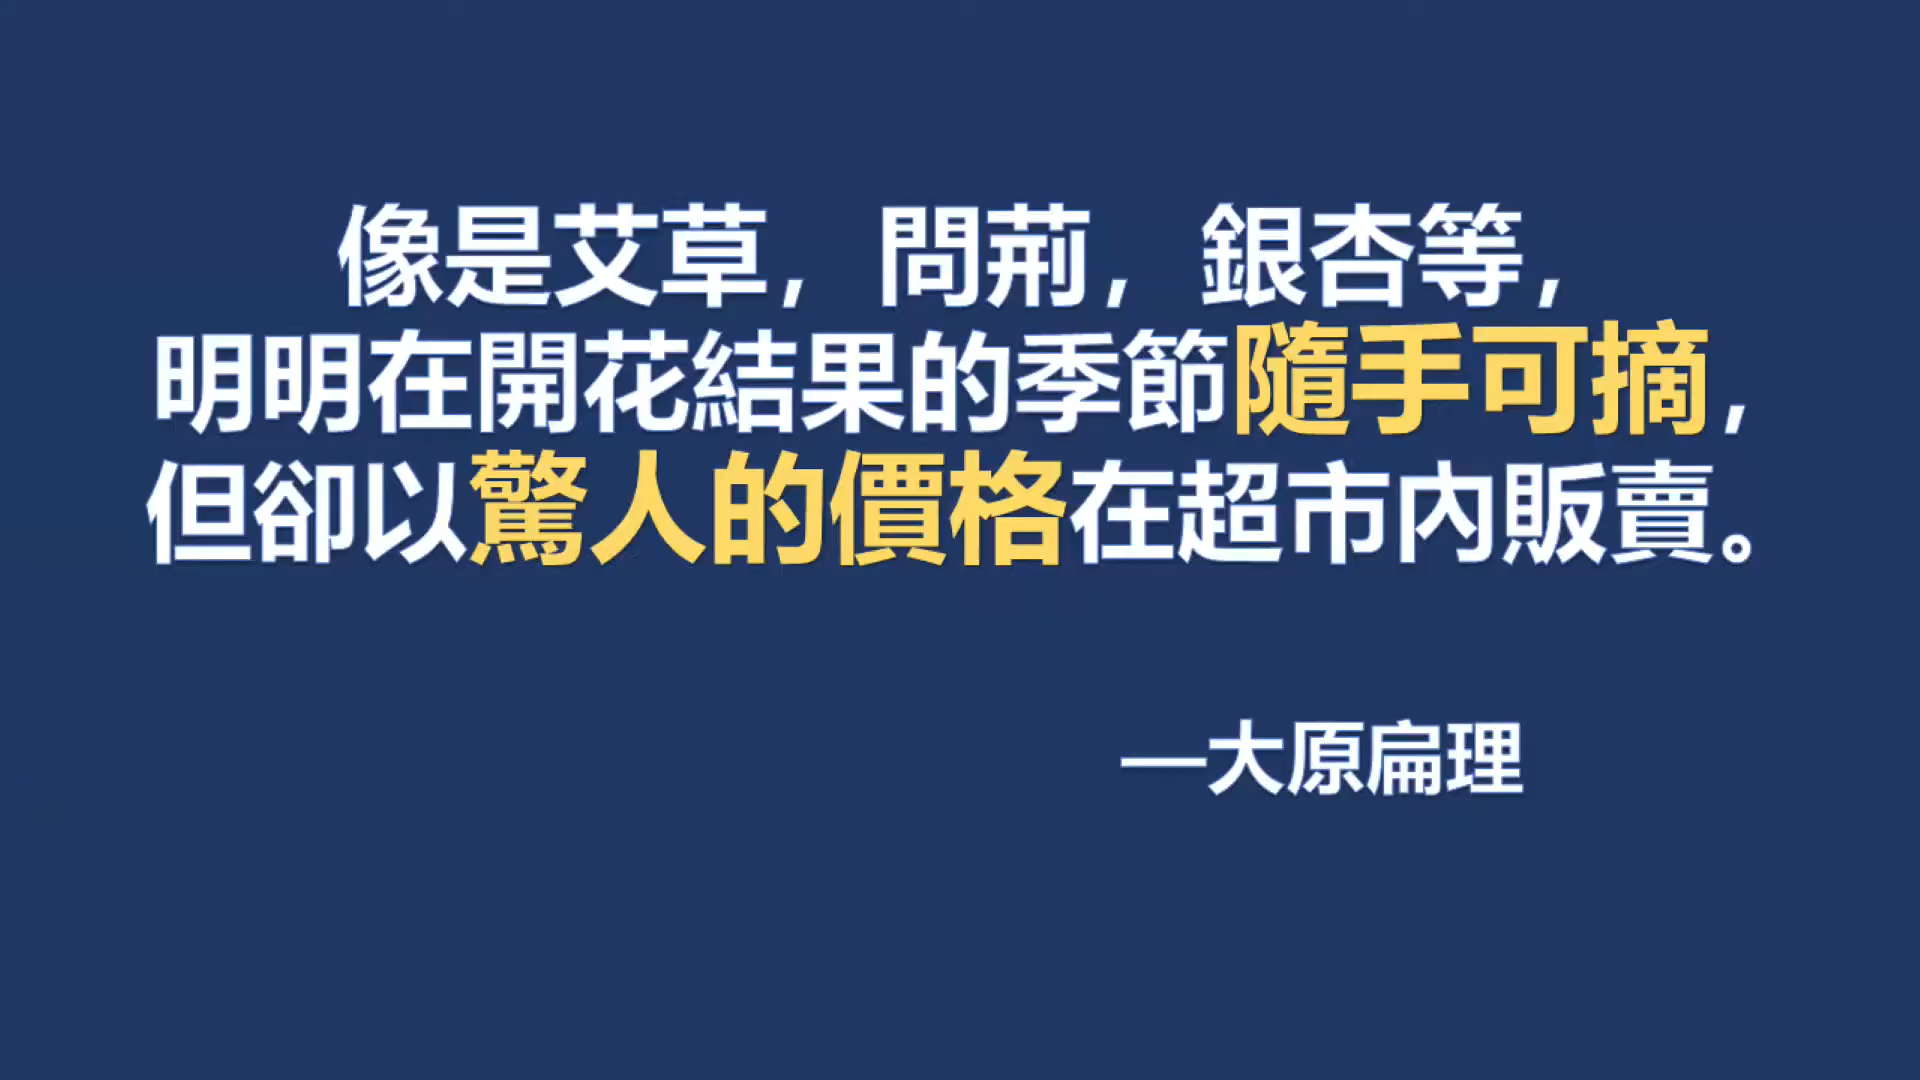 像是艾草，問荊，銀杏等，
明明在開花結果的季節隨手可摘，
但卻以驚人的價格在超市內販賣。
—大原扁理